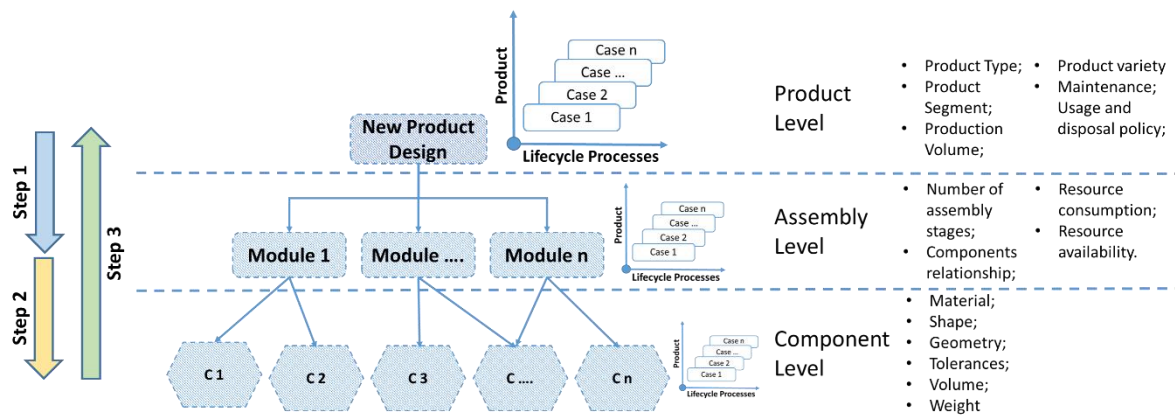 Step 1
Step 2
Step 3
New Product
Design
Product
Case n
Case ...
Case 2
Case 1
Lifecycle Processes
Product
Level
• Product Type;
• Product
Segment;
• Production
Volume;
• Product variety
• Maintenance;
Usage and
disposal policy;
Module 1
Module ....
Module n
Product
Case n
Case ...
Case 2
Case 1
Lifecycle Processes
Assembly
Level
• Number of
assembly
stages;
• Components
relationship;
• Resource
consumption;
• Resource
availability.
C 1
C 2
C 3
C ....
C n
Product
Case n
Case ...
Case 2
Case 1
Lifecycle Processes
Component
Level
• Material;
• Shape;
• Geometry;
• Tolerances;
• Volume;
• Weight